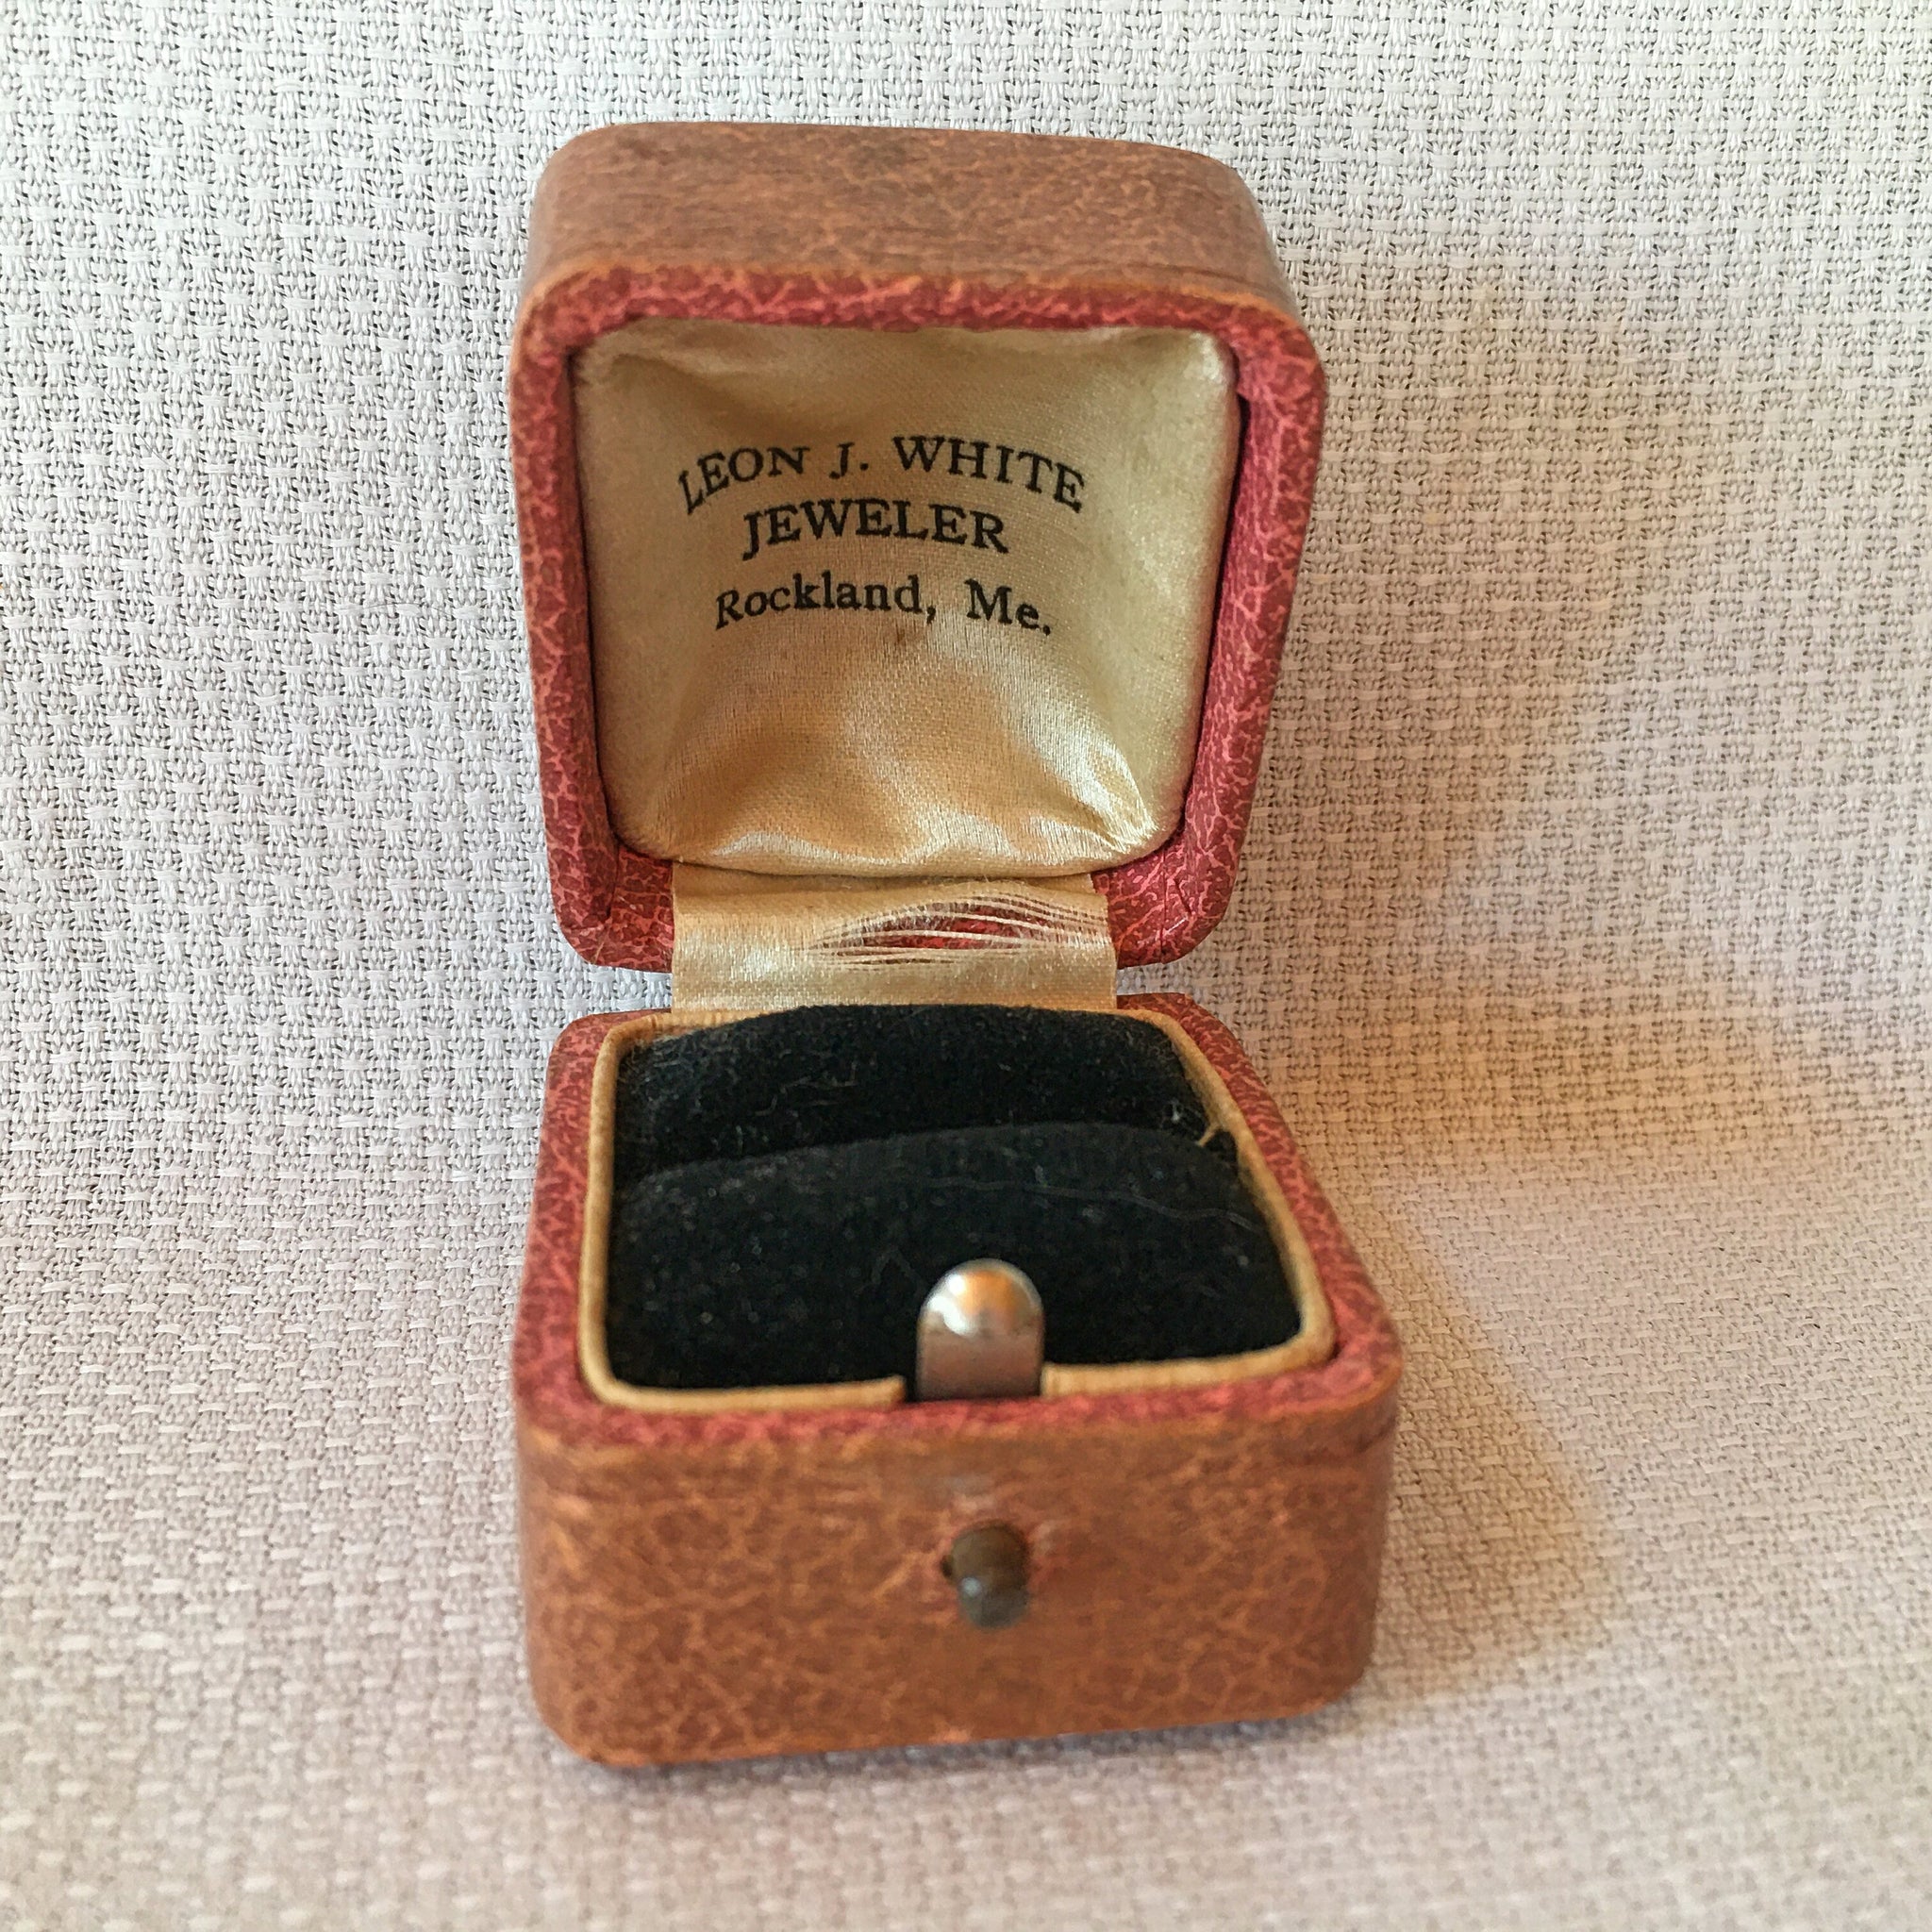 LEON J. WHITE
JEWELER
Rockland, Me.